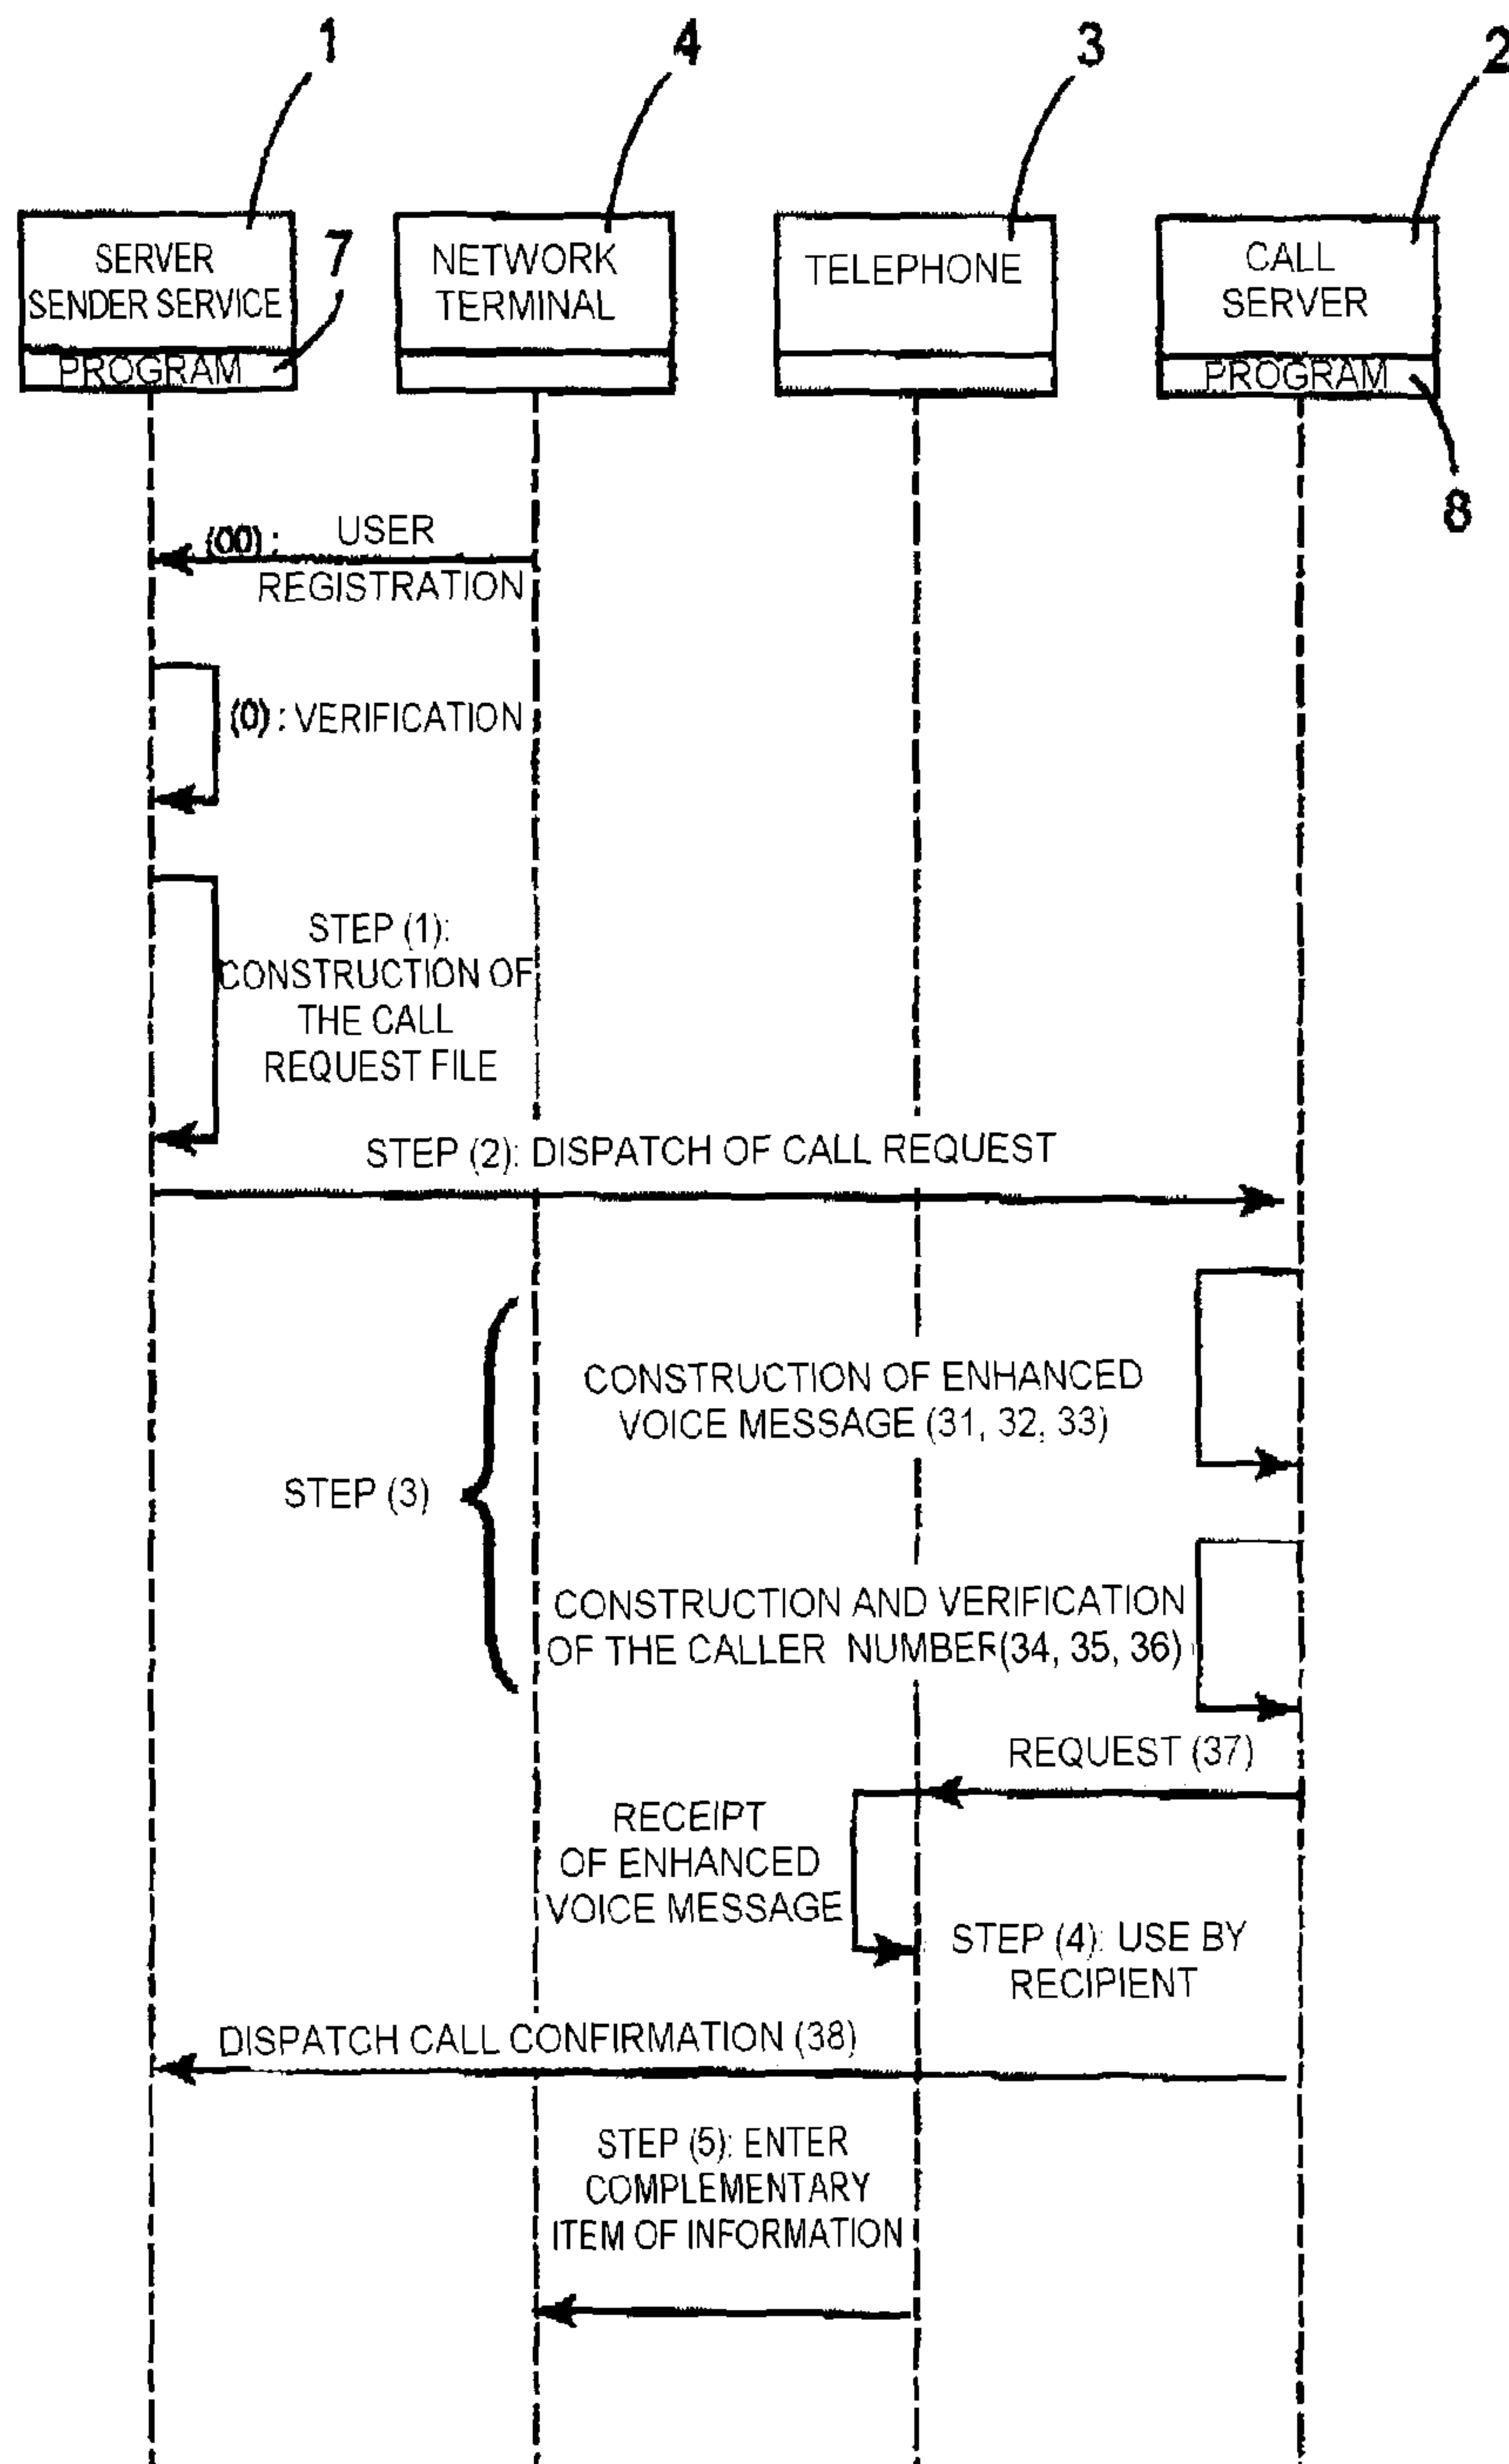 1
4
3
2
SERVER
SENDER SERVICE
7
PROGRAM
NETWORK
TERMINAL
TELEPHONE
CALL
SERVER
PROGRAM
8
(00) : USER
REGISTRATION
(0) : VERIFICATION
STEP (1):
CONSTRUCTION OF
THE CALL
REQUEST FILE
STEP (2): DISPATCH OF CALL REQUEST
CONSTRUCTION OF ENHANCED
VOICE MESSAGE (31, 32, 33)
STEP (3)
CONSTRUCTION AND VERIFICATION
OF THE CALLER NUMBER(34, 35, 36)
REQUEST (37)
RECEIPT
OF ENHANCED
VOICE MESSAGE
STEP (4): USE BY
RECIPIENT
DISPATCH CALL CONFIRMATION (38)
STEP (5): ENTER
COMPLEMENTARY
ITEM OF INFORMATION